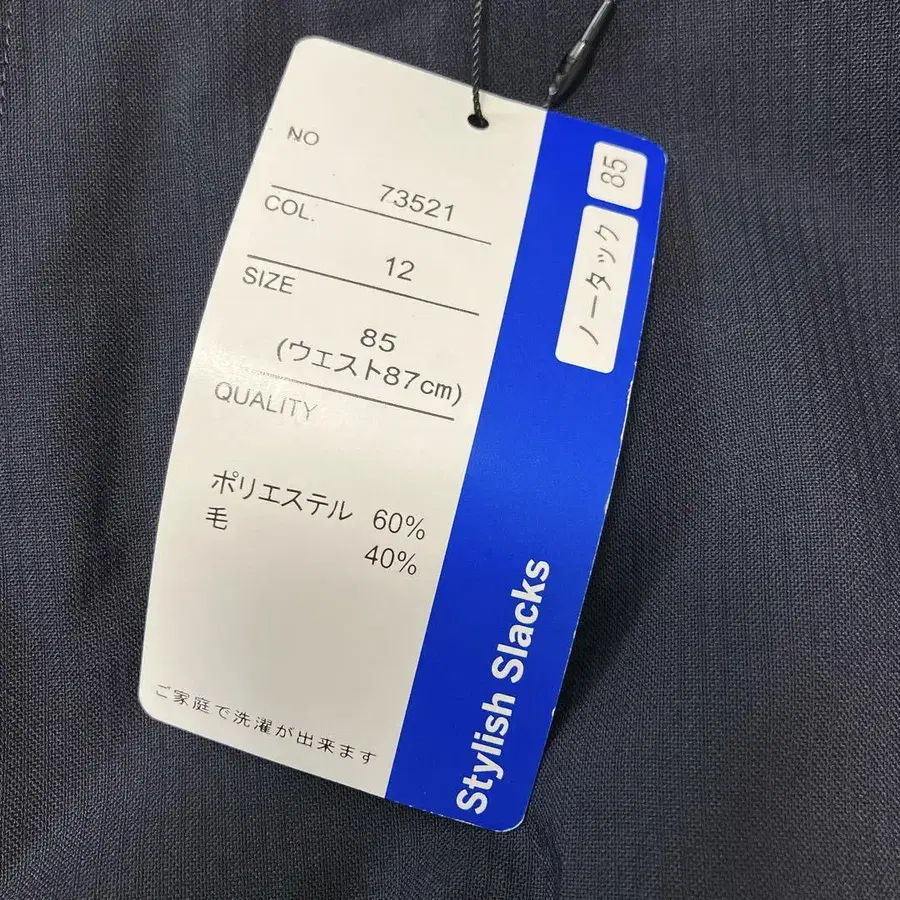 NO
73521
COL.
12
SIZE
85
(ウエスト87cm)
QUALITY
ポリエステル 60%
毛 40%
ご家庭で洗濯が出来ます
85
ノータック
Stylish Slacks